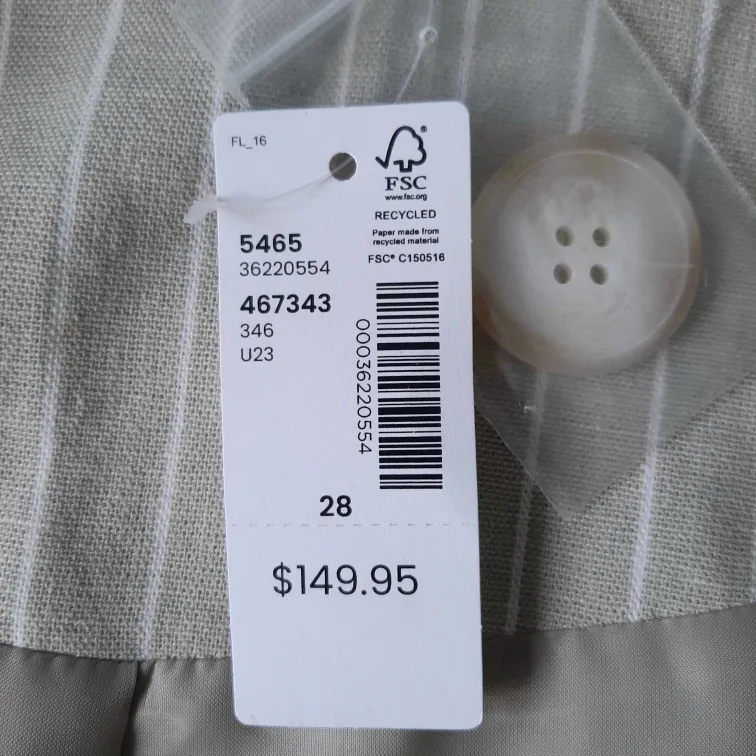 FL_16
FSC®
www.fsc.org
RECYCLED
Paper made from
recycled material
FSC® C150516
5465
36220554
467343
346
U23
00036220554
28
$149.95